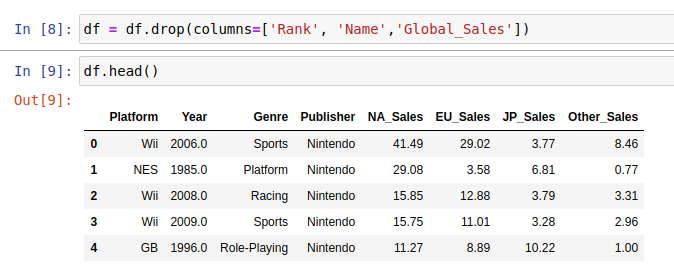 In [8]: df = df.drop(columns=['Rank', 'Name','Global_Sales'])
In [9]: df.head()
Out[9]:
Platform Year Genre Publisher NA_Sales EU_Sales JP_Sales Other_Sales
0 Wii 2006.0 Sports Nintendo 41.49 29.02 3.77 8.46
1 NES 1985.0 Platform Nintendo 29.08 3.58 6.81 0.77
2 Wii 2008.0 Racing Nintendo 15.85 12.88 3.79 3.31
3 Wii 2009.0 Sports Nintendo 15.75 11.01 3.28 2.96
4 GB 1996.0 Role-Playing Nintendo 11.27 8.89 10.22 1.00